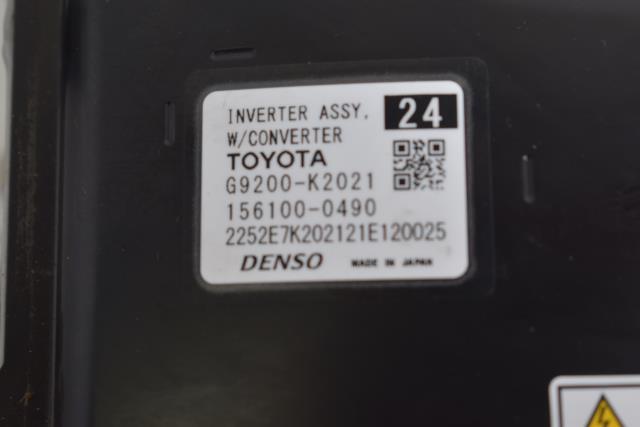 INVERTER ASSY, 24
W/CONVERTER
TOYOTA
G9200-K2021
156100-0490
2252E7K202121E120025
DENSO MADE IN JAPAN